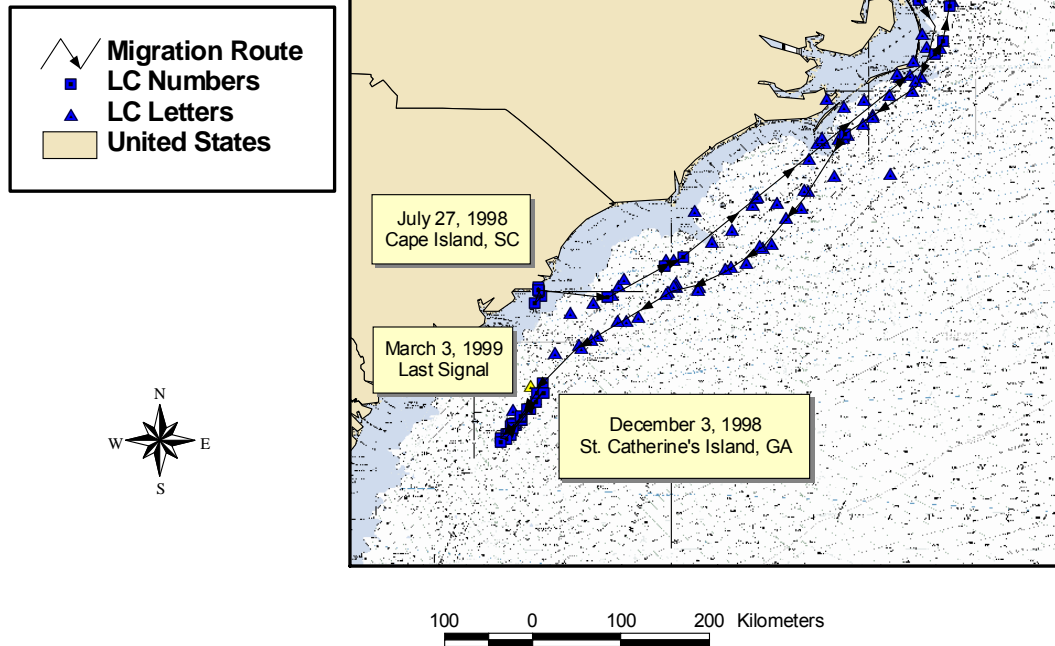 Migration Route
LC Numbers
LC Letters
United States
July 27, 1998
Cape Island, SC
March 3, 1999
Last Signal
December 3, 1998
St. Catherine's Island, GA
N
W
E
S
100 0 100 200 Kilometers